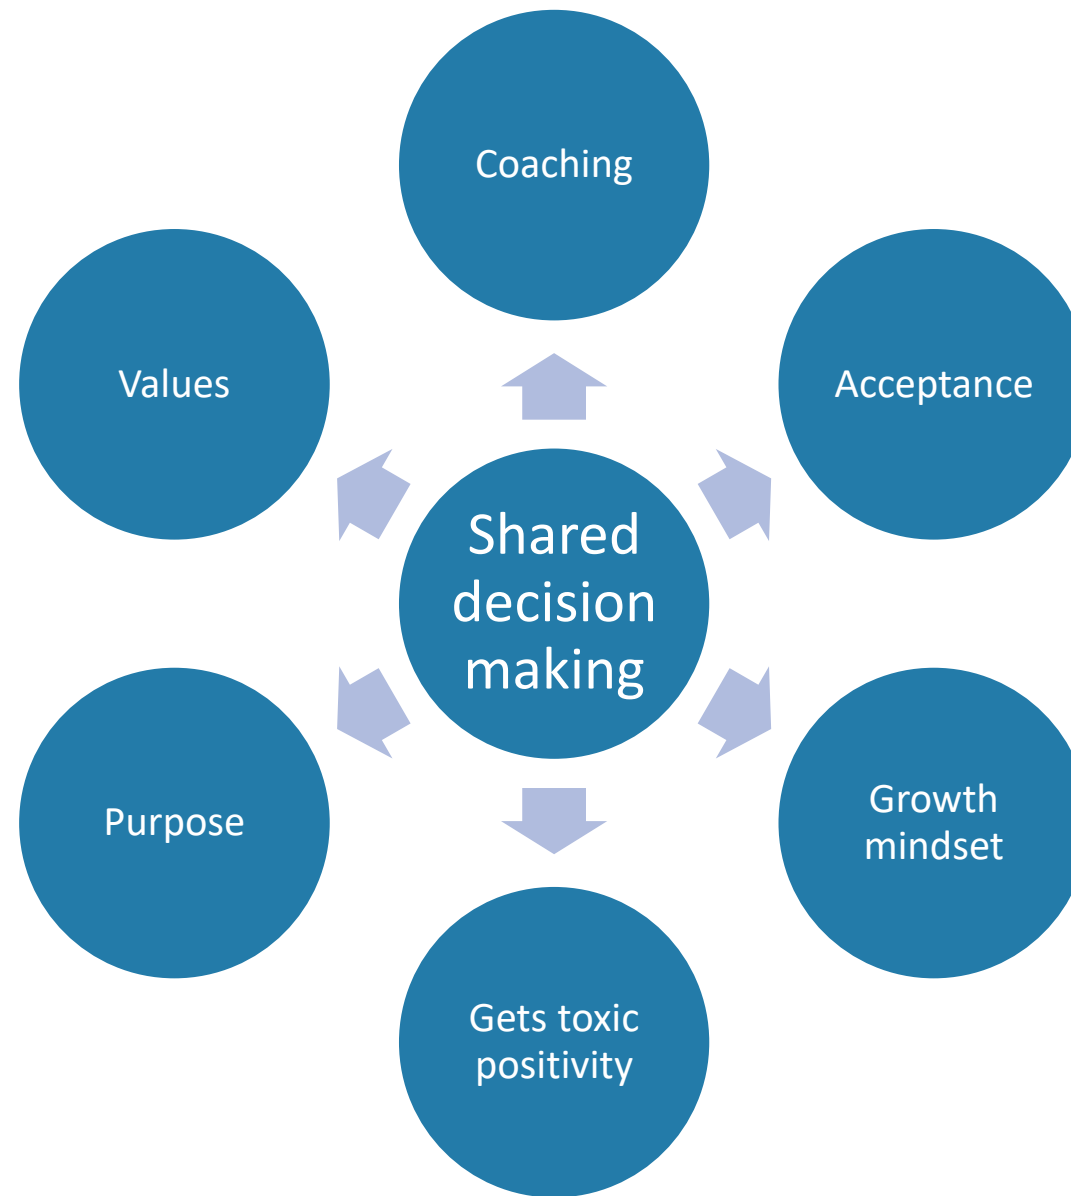 Coaching
Values
Acceptance
Shared
decision
making
Purpose
Growth
mindset
Gets toxic
positivity